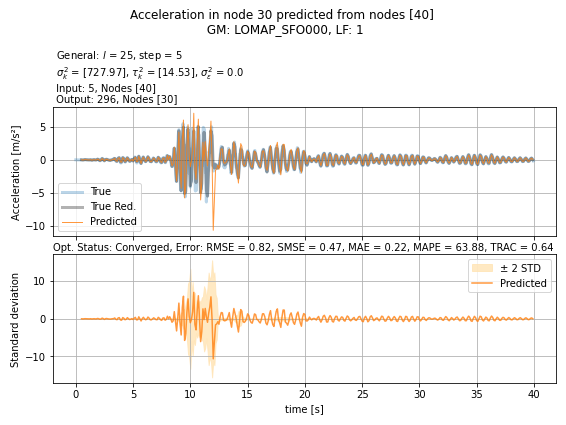 Acceleration in node 30 predicted from nodes [40]
GM: LOMAP_SFO000, LF: 1
General: l = 25, step = 5
σ²ₖ = [727.97], τ²ₖ = [14.53], σ²_ε = 0.0
Input: 5, Nodes [40]
Output: 296, Nodes [30]
Acceleration [m/s²]
5
0
−5
−10
True
True Red.
Predicted
Opt. Status: Converged, Error: RMSE = 0.82, SMSE = 0.47, MAE = 0.22, MAPE = 63.88, TRAC = 0.64
Standard deviation
10
0
−10
± 2 STD
Predicted
0 5 10 15 20 25 30 35 40
time [s]